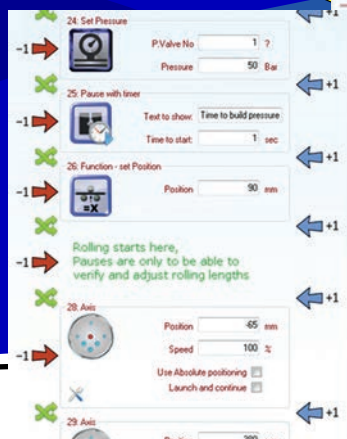 +1
24: Set Pressure
-1
P.Valve No 1 ?
Pressure 50 Bar
+1
25: Pause with timer
-1
Text to show: Time to build pressure
Time to start: 1 sec
+1
26: Function - set Position
-1
Position 90 mm
=X
+1
Rolling starts here,
-1
Pauses are only to be able to
verify and adjust rolling lengths
+1
28: Axis
Position -65 mm
-1
Speed 100 %
Use Absolute positioning
Launch and continue
+1
29: Axis